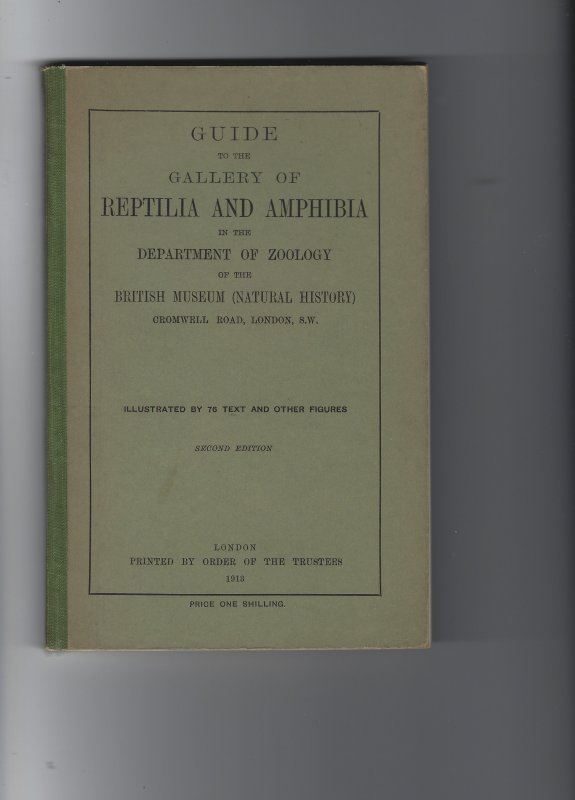 GUIDE
TO THE
GALLERY OF
REPTILIA AND AMPHIBIA
IN THE
DEPARTMENT OF ZOOLOGY
OF THE
BRITISH MUSEUM (NATURAL HISTORY)
CROMWELL ROAD, LONDON, S.W.
ILLUSTRATED BY 76 TEXT AND OTHER FIGURES
SECOND EDITION
LONDON
PRINTED BY ORDER OF THE TRUSTEES
1913
PRICE ONE SHILLING.